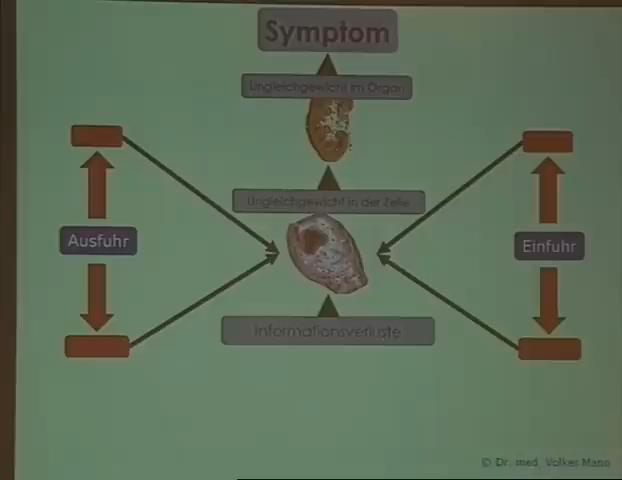 Symptom
Ungleichgewicht im Organ
Ungleichgewicht in der Zelle
Ausfuhr
Einfuhr
Informationsverluste
© Dr. med. Volker Mann